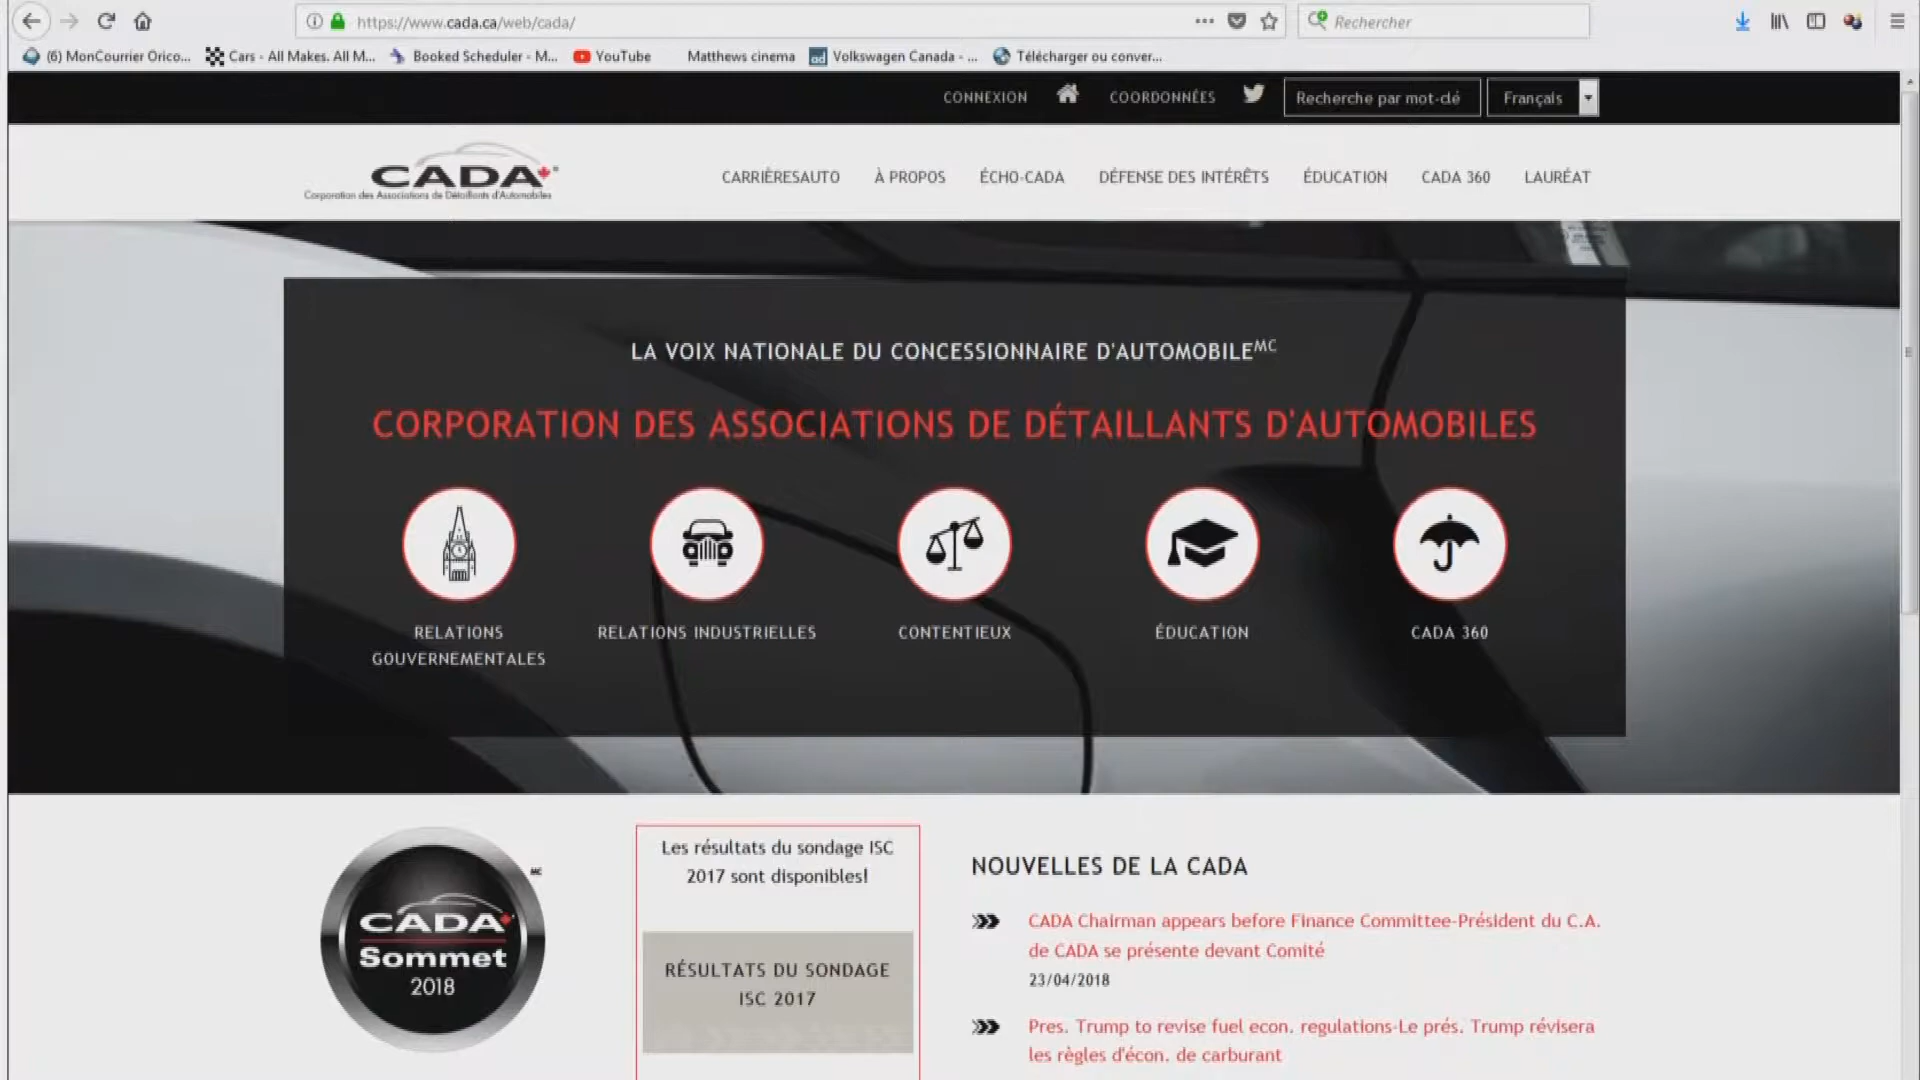 https://www.cada.ca/web/cada/
Rechercher
(6) MonCourrier Orico...
Cars - All Makes. All M...
Booked Scheduler - M...
YouTube
Matthews cinema
Volkswagen Canada - ...
Télécharger ou conver...
CONNEXION
COORDONNÉES
Recherche par mot-clé
Français
CADA
Corporation des Associations de Détaillants d'Automobiles
CARRIÈRESAUTO
À PROPOS
ÉCHO-CADA
DÉFENSE DES INTÉRÊTS
ÉDUCATION
CADA 360
LAURÉAT
LA VOIX NATIONALE DU CONCESSIONNAIRE D'AUTOMOBILEMC
CORPORATION DES ASSOCIATIONS DE DÉTAILLANTS D'AUTOMOBILES
RELATIONS
GOUVERNEMENTALES
RELATIONS INDUSTRIELLES
CONTENTIEUX
ÉDUCATION
CADA 360
CADA
Sommet
2018
MC
Les résultats du sondage ISC
2017 sont disponibles!
RÉSULTATS DU SONDAGE
ISC 2017
NOUVELLES DE LA CADA
CADA Chairman appears before Finance Committee-Président du C.A.
de CADA se présente devant Comité
23/04/2018
Pres. Trump to revise fuel econ. regulations-Le prés. Trump révisera
les règles d'écon. de carburant